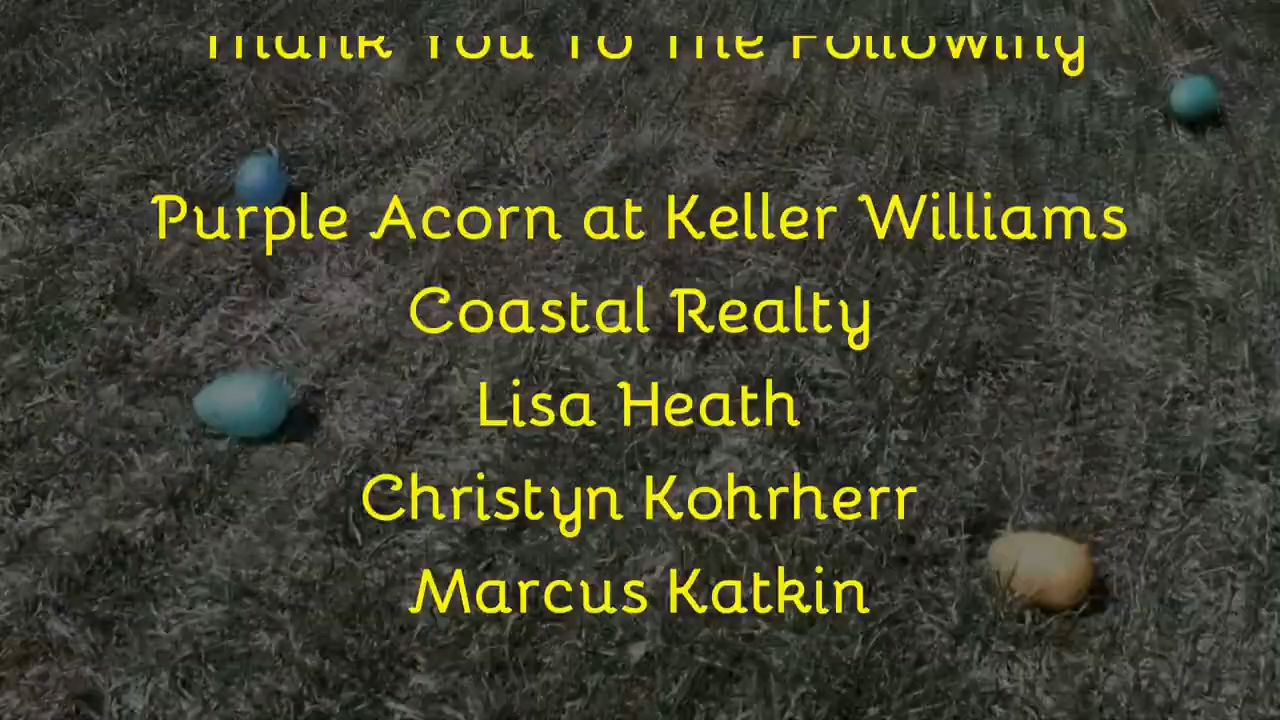 Thank You To The Following
Purple Acorn at Keller Williams
Coastal Realty
Lisa Heath
Christyn Kohrherr
Marcus Katkin